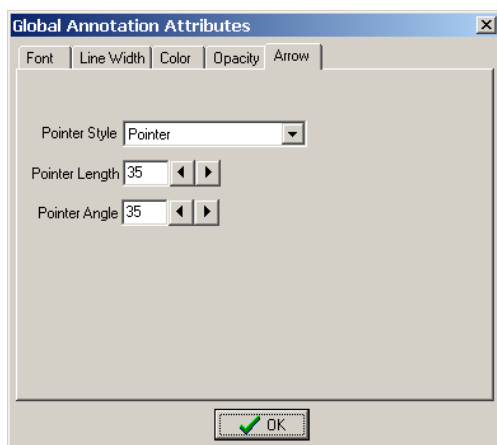 Global Annotation Attributes
Font Line Width Color Opacity Arrow
Pointer Style Pointer
Pointer Length 35
Pointer Angle 35
OK